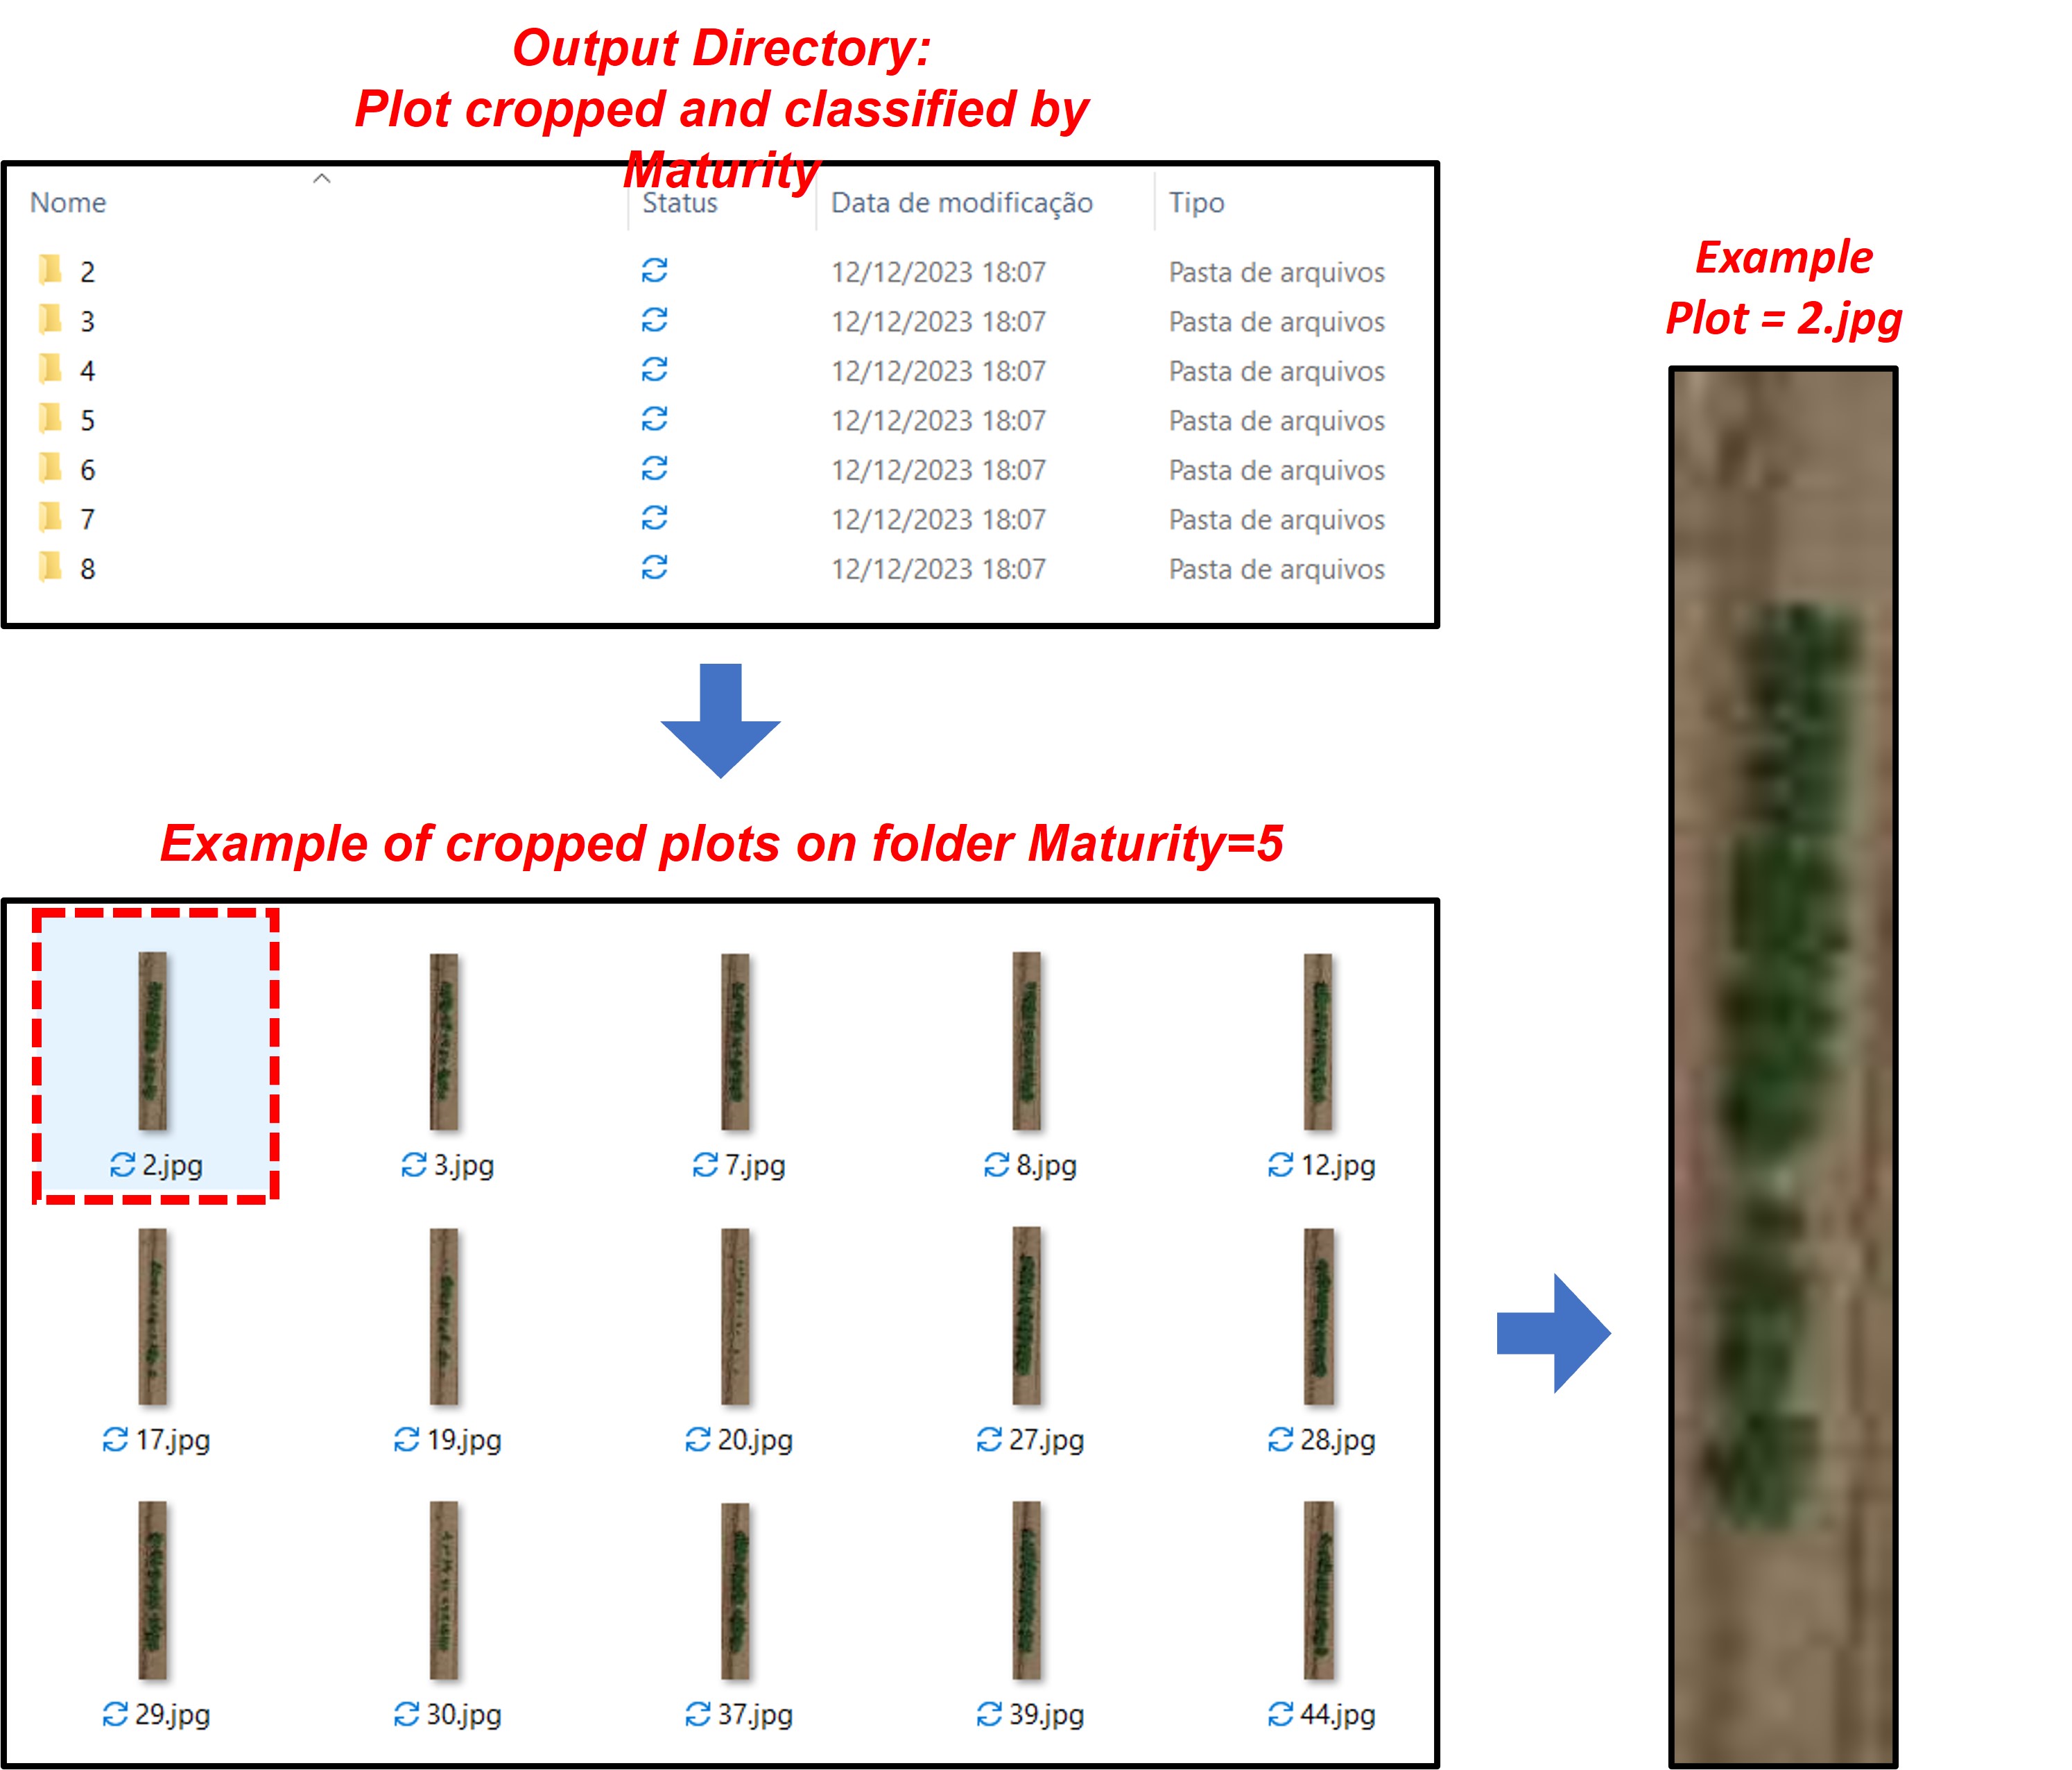 Output Directory:
Plot cropped and classified by
Maturity
Nome Status Data de modificação Tipo
2 12/12/2023 18:07 Pasta de arquivos
3 12/12/2023 18:07 Pasta de arquivos
4 12/12/2023 18:07 Pasta de arquivos
5 12/12/2023 18:07 Pasta de arquivos
6 12/12/2023 18:07 Pasta de arquivos
7 12/12/2023 18:07 Pasta de arquivos
8 12/12/2023 18:07 Pasta de arquivos
Example of cropped plots on folder Maturity=5
2.jpg 3.jpg 7.jpg 8.jpg 12.jpg
17.jpg 19.jpg 20.jpg 27.jpg 28.jpg
29.jpg 30.jpg 37.jpg 39.jpg 44.jpg
Example
Plot = 2.jpg